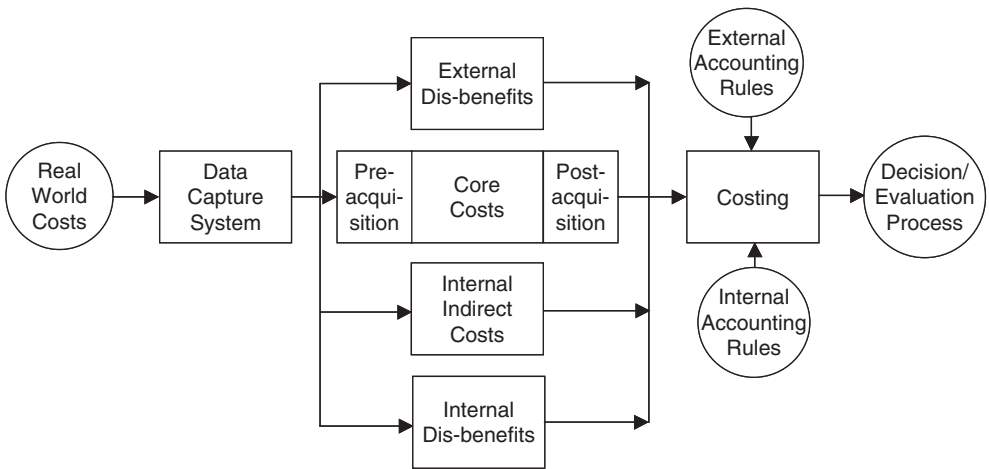 Real
World
Costs
Data
Capture
System
External
Dis-benefits
Pre-
acqui-
sition
Core
Costs
Post-
acqui-
sition
Internal
Indirect
Costs
Internal
Dis-benefits
External
Accounting
Rules
Costing
Internal
Accounting
Rules
Decision/
Evaluation
Process